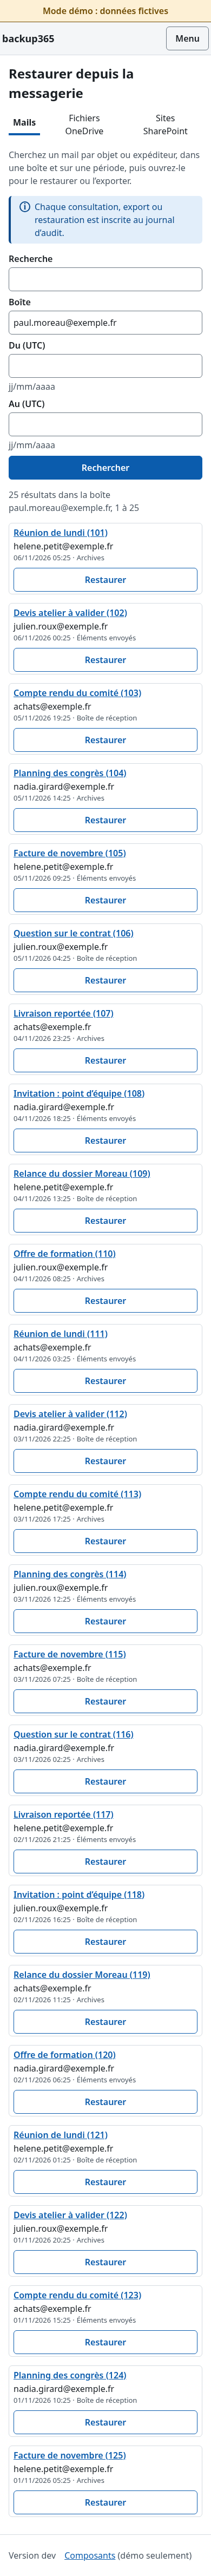 Mode démo : données fictives
backup365
Menu
Restaurer depuis la
messagerie
Mails
Fichiers
OneDrive
Sites
SharePoint
Cherchez un mail par objet ou expéditeur, dans
une boîte et sur une période, puis ouvrez-le
pour le restaurer ou l’exporter.
Chaque consultation, export ou
restauration est inscrite au journal
d’audit.
Recherche
Boîte
paul.moreau@exemple.fr
Du (UTC)
jj/mm/aaaa
Au (UTC)
jj/mm/aaaa
Rechercher
25 résultats dans la boîte
paul.moreau@exemple.fr, 1 à 25
Réunion de lundi (101)
helene.petit@exemple.fr
06/11/2026 05:25 · Archives
Restaurer
Devis atelier à valider (102)
julien.roux@exemple.fr
06/11/2026 00:25 · Éléments envoyés
Restaurer
Compte rendu du comité (103)
achats@exemple.fr
05/11/2026 19:25 · Boîte de réception
Restaurer
Planning des congrès (104)
nadia.girard@exemple.fr
05/11/2026 14:25 · Archives
Restaurer
Facture de novembre (105)
helene.petit@exemple.fr
05/11/2026 09:25 · Éléments envoyés
Restaurer
Question sur le contrat (106)
julien.roux@exemple.fr
05/11/2026 04:25 · Boîte de réception
Restaurer
Livraison reportée (107)
achats@exemple.fr
04/11/2026 23:25 · Archives
Restaurer
Invitation : point d’équipe (108)
nadia.girard@exemple.fr
04/11/2026 18:25 · Éléments envoyés
Restaurer
Relance du dossier Moreau (109)
helene.petit@exemple.fr
04/11/2026 13:25 · Boîte de réception
Restaurer
Offre de formation (110)
julien.roux@exemple.fr
04/11/2026 08:25 · Archives
Restaurer
Réunion de lundi (111)
achats@exemple.fr
04/11/2026 03:25 · Éléments envoyés
Restaurer
Devis atelier à valider (112)
nadia.girard@exemple.fr
03/11/2026 22:25 · Boîte de réception
Restaurer
Compte rendu du comité (113)
helene.petit@exemple.fr
03/11/2026 17:25 · Archives
Restaurer
Planning des congrès (114)
julien.roux@exemple.fr
03/11/2026 12:25 · Éléments envoyés
Restaurer
Facture de novembre (115)
achats@exemple.fr
03/11/2026 07:25 · Boîte de réception
Restaurer
Question sur le contrat (116)
nadia.girard@exemple.fr
03/11/2026 02:25 · Archives
Restaurer
Livraison reportée (117)
helene.petit@exemple.fr
02/11/2026 21:25 · Éléments envoyés
Restaurer
Invitation : point d’équipe (118)
julien.roux@exemple.fr
02/11/2026 16:25 · Boîte de réception
Restaurer
Relance du dossier Moreau (119)
achats@exemple.fr
02/11/2026 11:25 · Archives
Restaurer
Offre de formation (120)
nadia.girard@exemple.fr
02/11/2026 06:25 · Éléments envoyés
Restaurer
Réunion de lundi (121)
helene.petit@exemple.fr
02/11/2026 01:25 · Boîte de réception
Restaurer
Devis atelier à valider (122)
julien.roux@exemple.fr
01/11/2026 20:25 · Archives
Restaurer
Compte rendu du comité (123)
achats@exemple.fr
01/11/2026 15:25 · Éléments envoyés
Restaurer
Planning des congrès (124)
nadia.girard@exemple.fr
01/11/2026 10:25 · Boîte de réception
Restaurer
Facture de novembre (125)
helene.petit@exemple.fr
01/11/2026 05:25 · Archives
Restaurer
Version dev Composants (démo seulement)